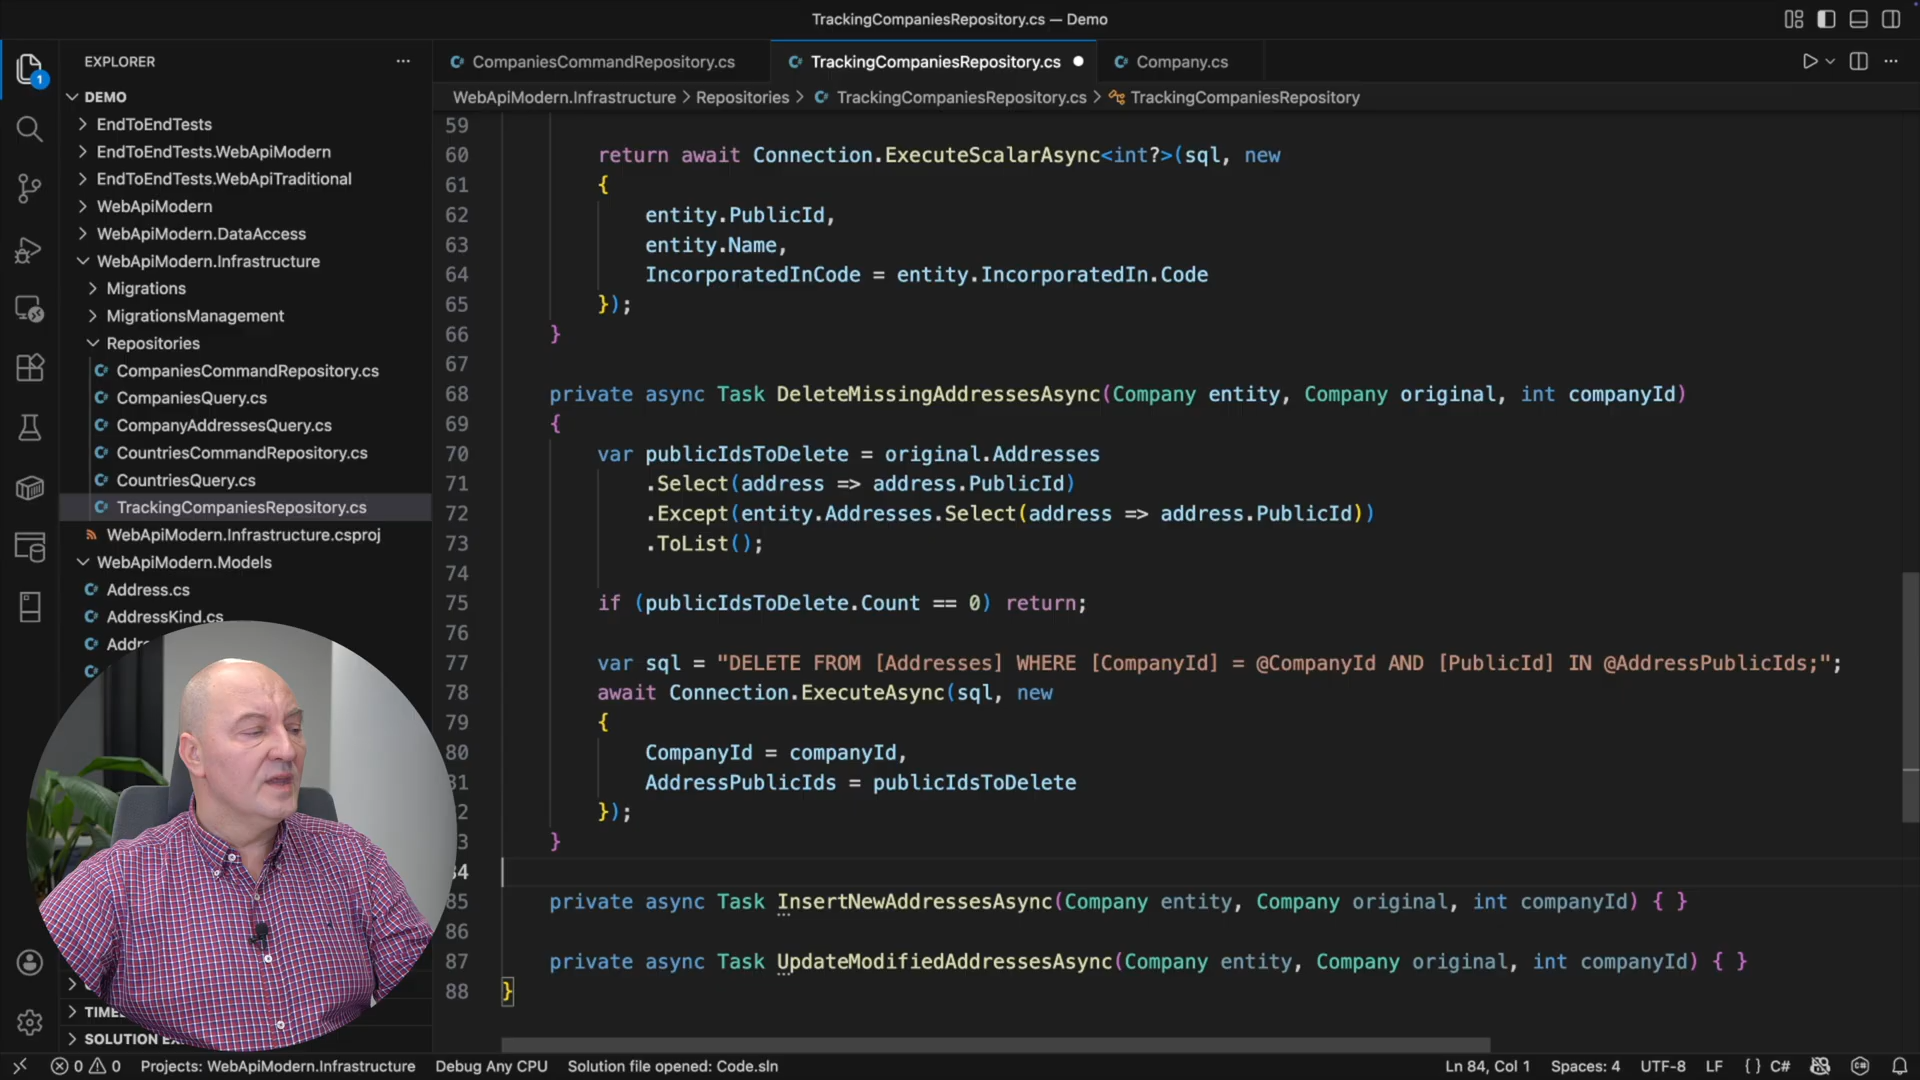 TrackingCompaniesRepository.cs — Demo
EXPLORER
DEMO
EndToEndTests
EndToEndTests.WebApiModern
EndToEndTests.WebApiTraditional
WebApiModern
WebApiModern.DataAccess
WebApiModern.Infrastructure
Migrations
MigrationsManagement
Repositories
CompaniesCommandRepository.cs
CompaniesQuery.cs
CompanyAddressesQuery.cs
CountriesCommandRepository.cs
CountriesQuery.cs
TrackingCompaniesRepository.cs
WebApiModern.Infrastructure.csproj
WebApiModern.Models
Address.cs
AddressKind.cs
1
CompaniesCommandRepository.cs TrackingCompaniesRepository.cs Company.cs
WebApiModern.Infrastructure > Repositories > TrackingCompaniesRepository.cs > TrackingCompaniesRepository
59
60 return await Connection.ExecuteScalarAsync<int?>(sql, new
61 {
62 entity.PublicId,
63 entity.Name,
64 IncorporatedInCode = entity.IncorporatedIn.Code
65 });
66 }
67
68 private async Task DeleteMissingAddressesAsync(Company entity, Company original, int companyId)
69 {
70 var publicIdsToDelete = original.Addresses
71 .Select(address => address.PublicId)
72 .Except(entity.Addresses.Select(address => address.PublicId))
73 .ToList();
74
75 if (publicIdsToDelete.Count == 0) return;
76
77 var sql = "DELETE FROM [Addresses] WHERE [CompanyId] = @CompanyId AND [PublicId] IN @AddressPublicIds;";
78 await Connection.ExecuteAsync(sql, new
79 {
80 CompanyId = companyId,
AddressPublicIds = publicIdsToDelete
});
}
85 private async Task InsertNewAddressesAsync(Company entity, Company original, int companyId) { }
86
87 private async Task UpdateModifiedAddressesAsync(Company entity, Company original, int companyId) { }
88 }
0 0 Projects: WebApiModern.Infrastructure Debug Any CPU Solution file opened: Code.sln Ln 84, Col 1 Spaces: 4 UTF-8 LF { } C#